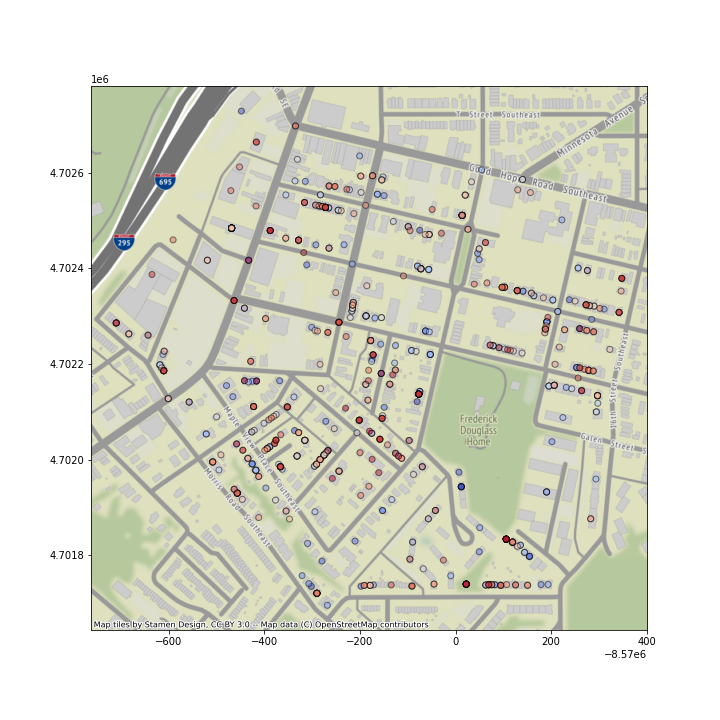 1e6
T Street Southeast
Minnesota Avenue S
nd SE
695
Good Hope Road Southeast
4.7026
295
4.7024
4.7022
16th Street Southeast
Maple View Place Southeast
Frederick
Douglass
Home
Galen Street S
4.7020
Morris Road Southeast
4.7018
Map tiles by Stamen Design, CC BY 3.0 -- Map data (C) OpenStreetMap contributors
−600
−400
−200
0
200
400
−8.57e6